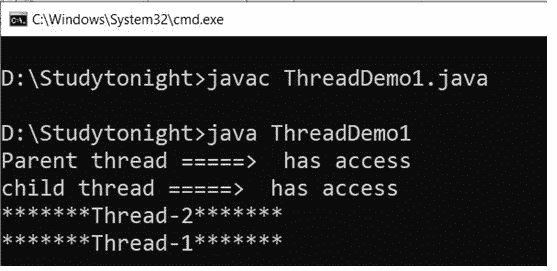 C:\Windows\System32\cmd.exe
D:\Studytonight>javac ThreadDemo1.java
D:\Studytonight>java ThreadDemo1
Parent thread =====>  has access
child thread =====>  has access
*******Thread-2*******
*******Thread-1*******